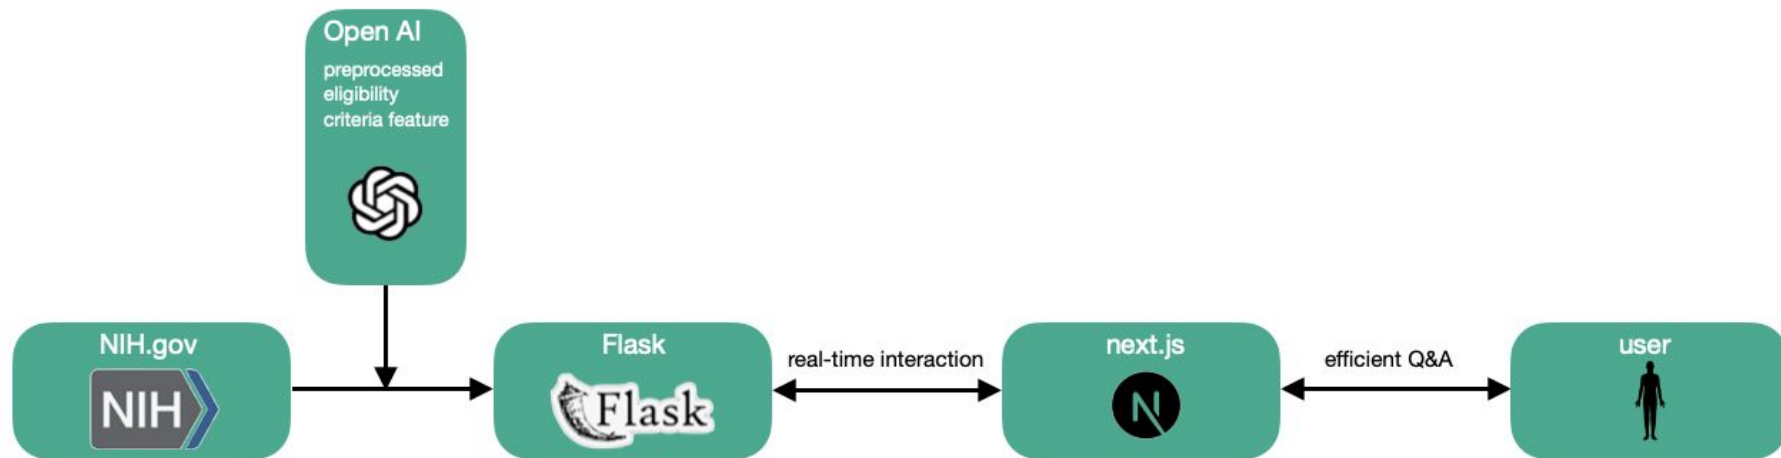 Open AI
preprocessed
eligibility
criteria feature
NIH.gov
NIH
Flask
Flask
real-time interaction
next.js
N
efficient Q&A
user